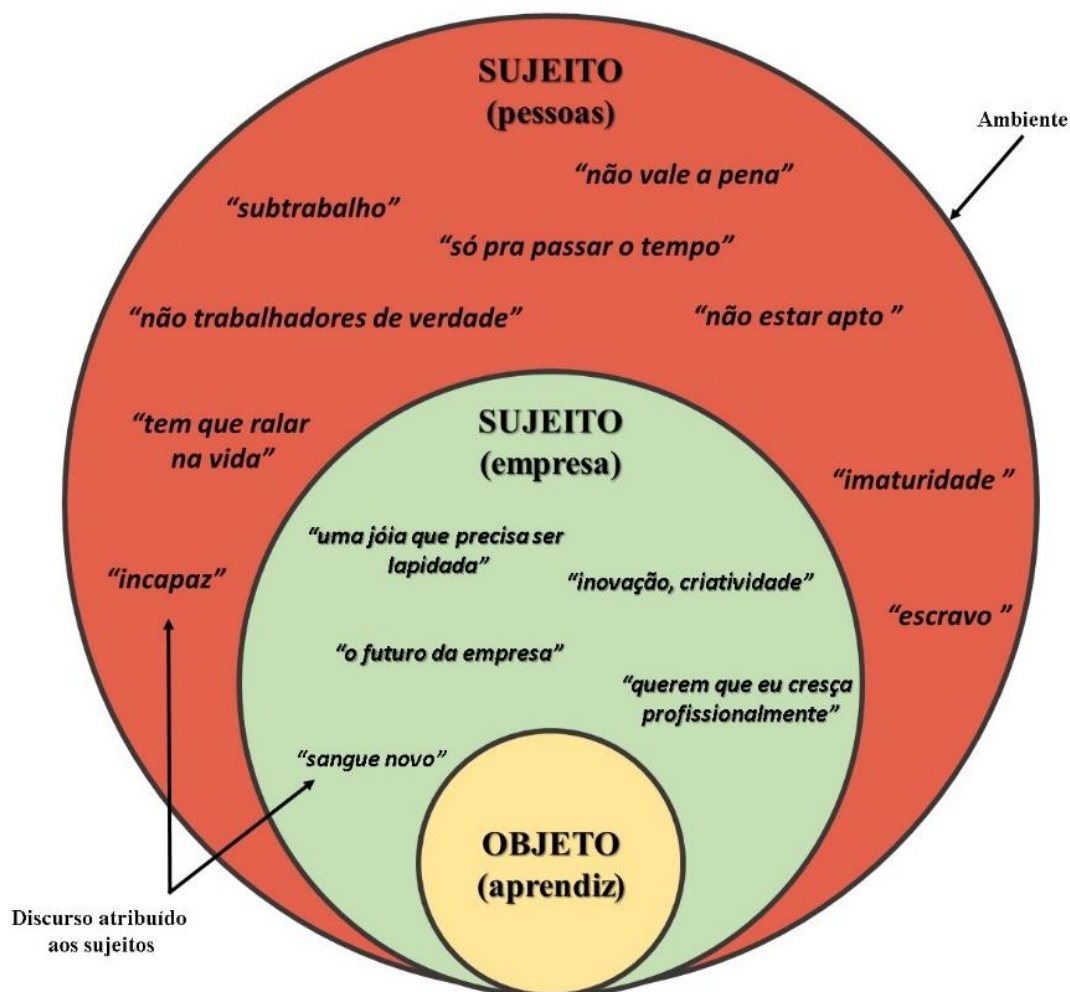 SUJEITO
(pessoas)
Ambiente
“não vale a pena”
“subtrabalho”
“só pra passar o tempo”
“não trabalhadores de verdade”
“não estar apto ”
“tem que ralar
na vida”
SUJEITO
(empresa)
“imaturidade ”
“uma jóia que precisa ser
lapidada”
“incapaz”
“inovação, criatividade”
“escravo ”
“o futuro da empresa”
“querem que eu cresça
profissionalmente”
“sangue novo”
OBJETO
(aprendiz)
Discurso atribuído
aos sujeitos